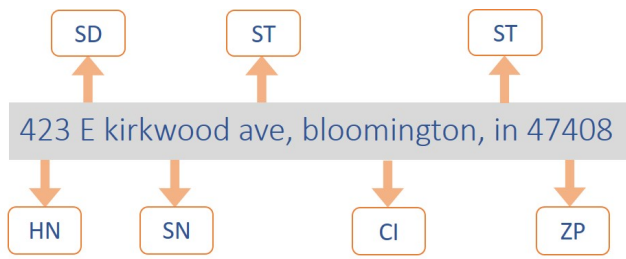 SD ST ST
423 E kirkwood ave, bloomington, in 47408
HN SN CI ZP